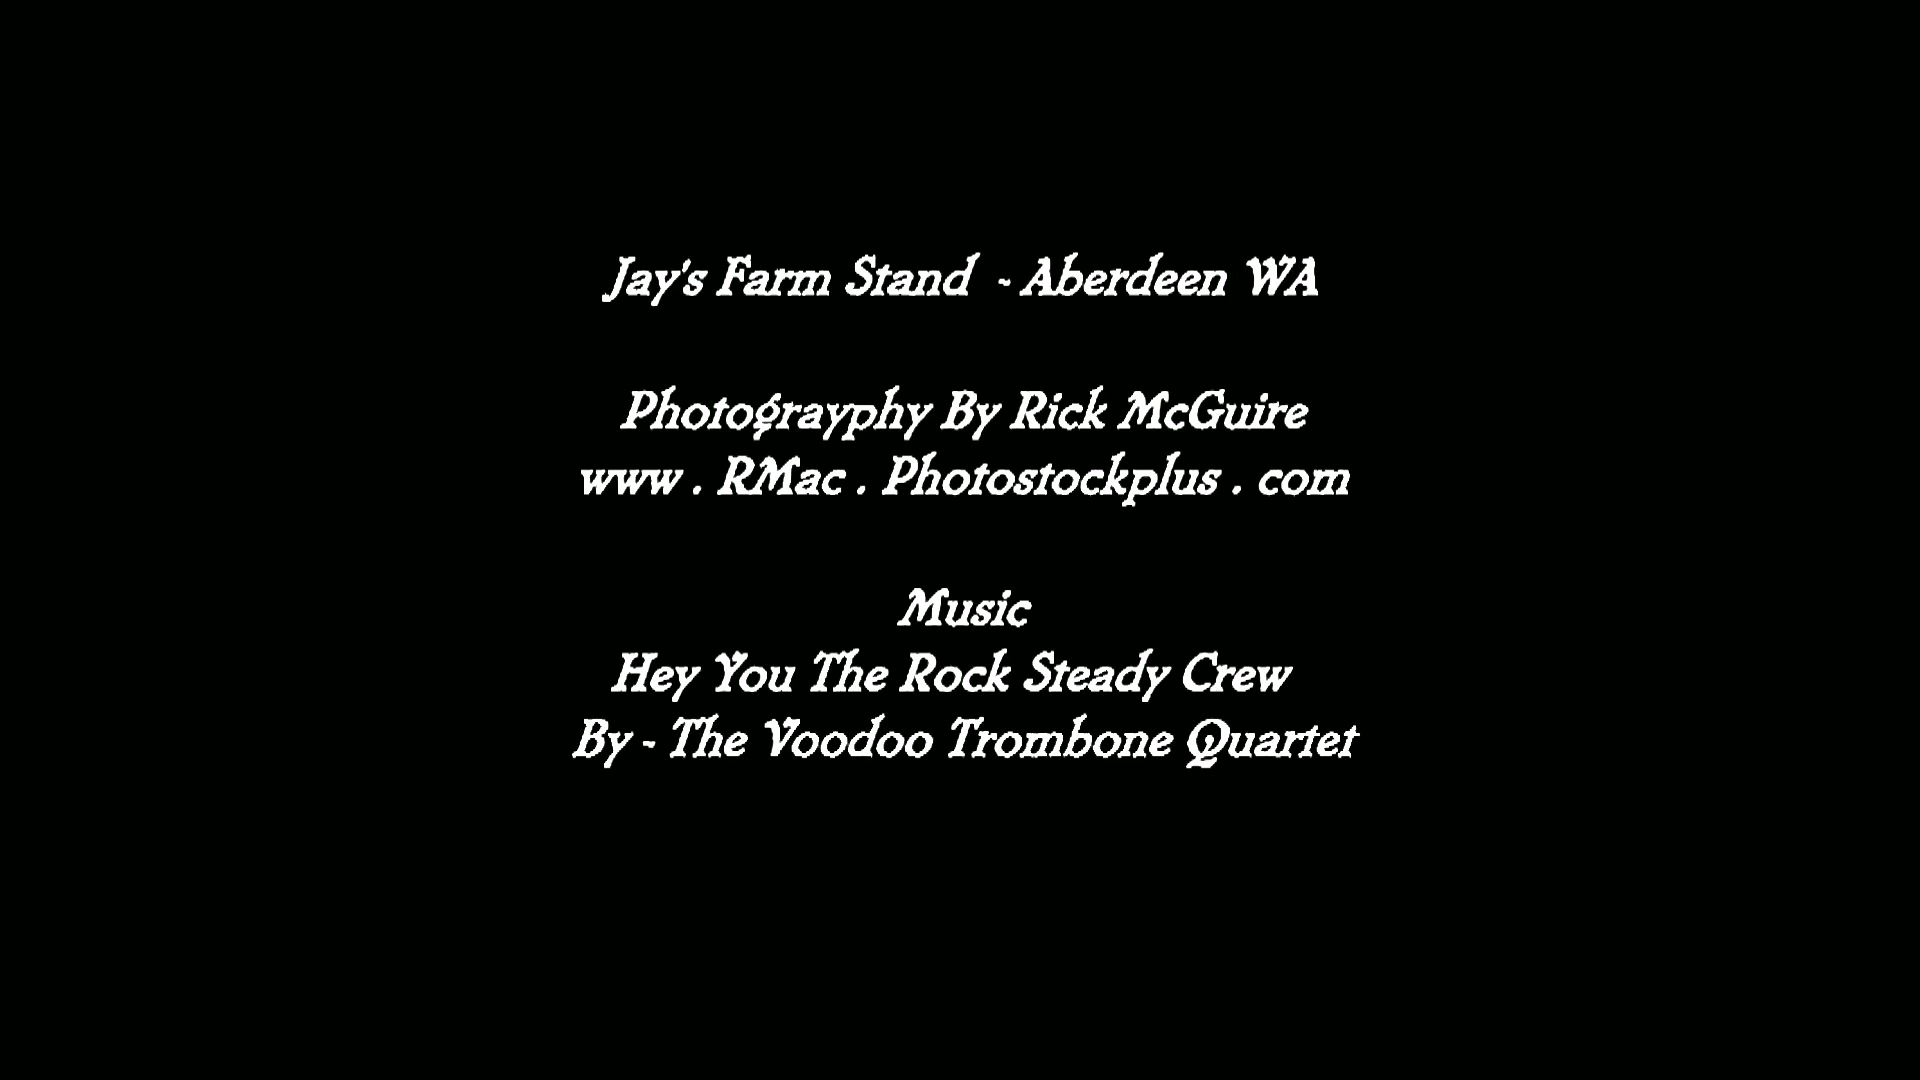 Jay's Farm Stand - Aberdeen WA
Photograyphy By Rick McGuire
www . RMac . Photostockplus . com
Music
Hey You The Rock Steady Crew
By - The Voodoo Trombone Quartet